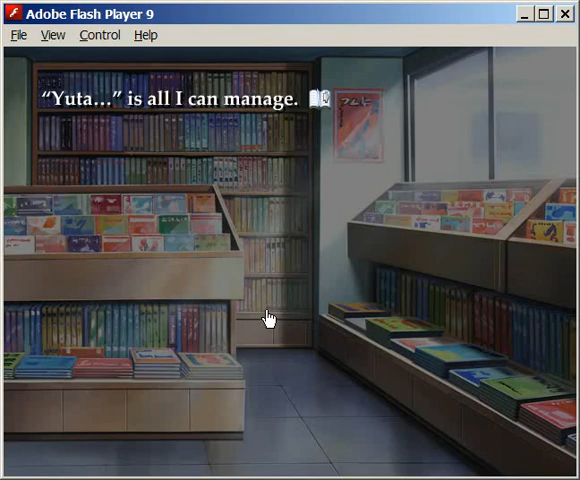 Adobe Flash Player 9
File View Control Help
“Yuta…” is all I can manage.